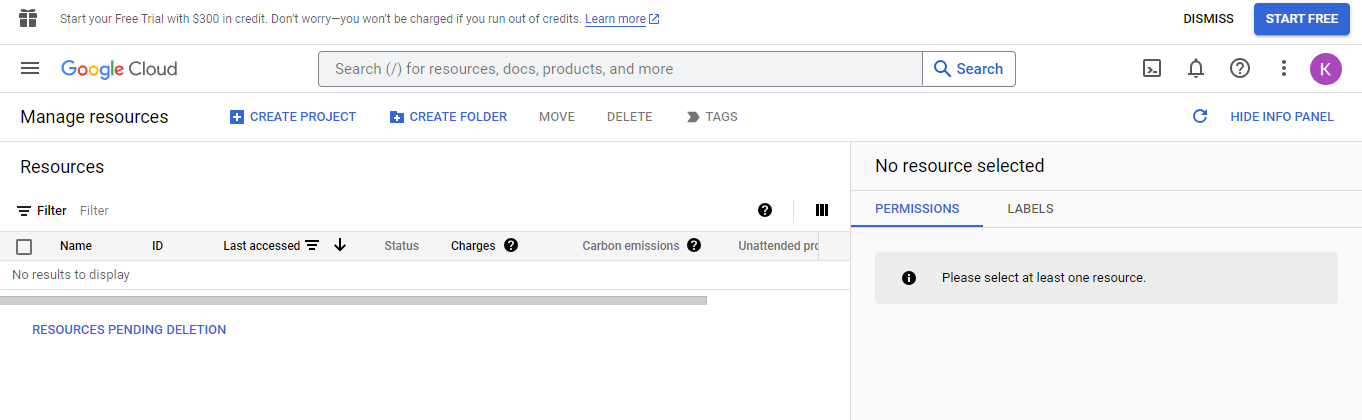 Start your Free Trial with $300 in credit. Don't worry—you won't be charged if you run out of credits. Learn more
DISMISS
START FREE
Google Cloud
Search (/) for resources, docs, products, and more
Search
K
Manage resources
CREATE PROJECT
CREATE FOLDER
MOVE
DELETE
TAGS
HIDE INFO PANEL
Resources
Filter Filter
Name ID Last accessed Status Charges Carbon emissions Unattended pro
No results to display
RESOURCES PENDING DELETION
No resource selected
PERMISSIONS LABELS
Please select at least one resource.